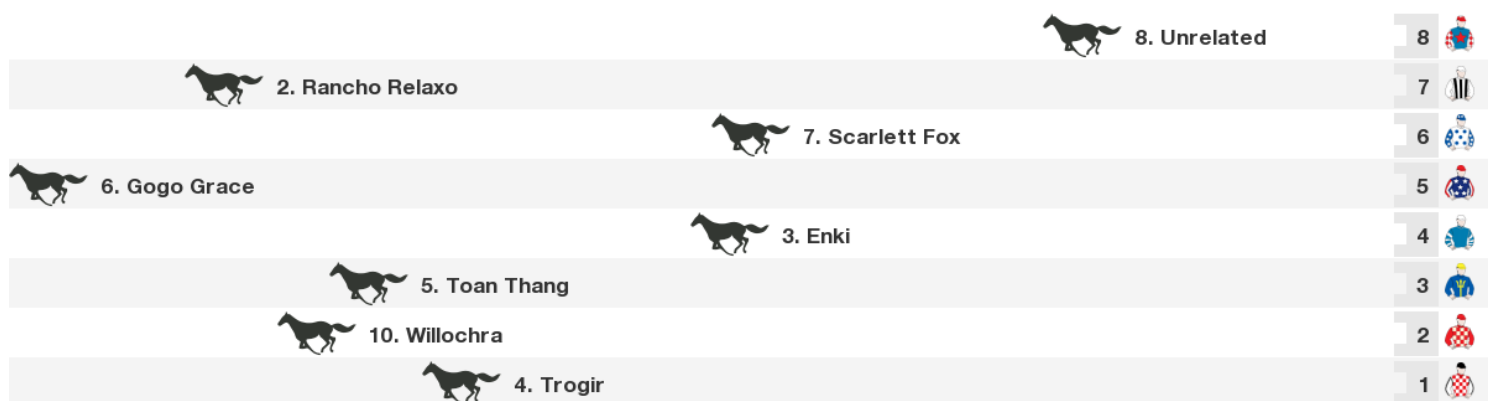 8. Unrelated 8
2. Rancho Relaxo 7
7. Scarlett Fox 6
6. Gogo Grace 5
3. Enki 4
5. Toan Thang 3
10. Willochra 2
4. Trogir 1